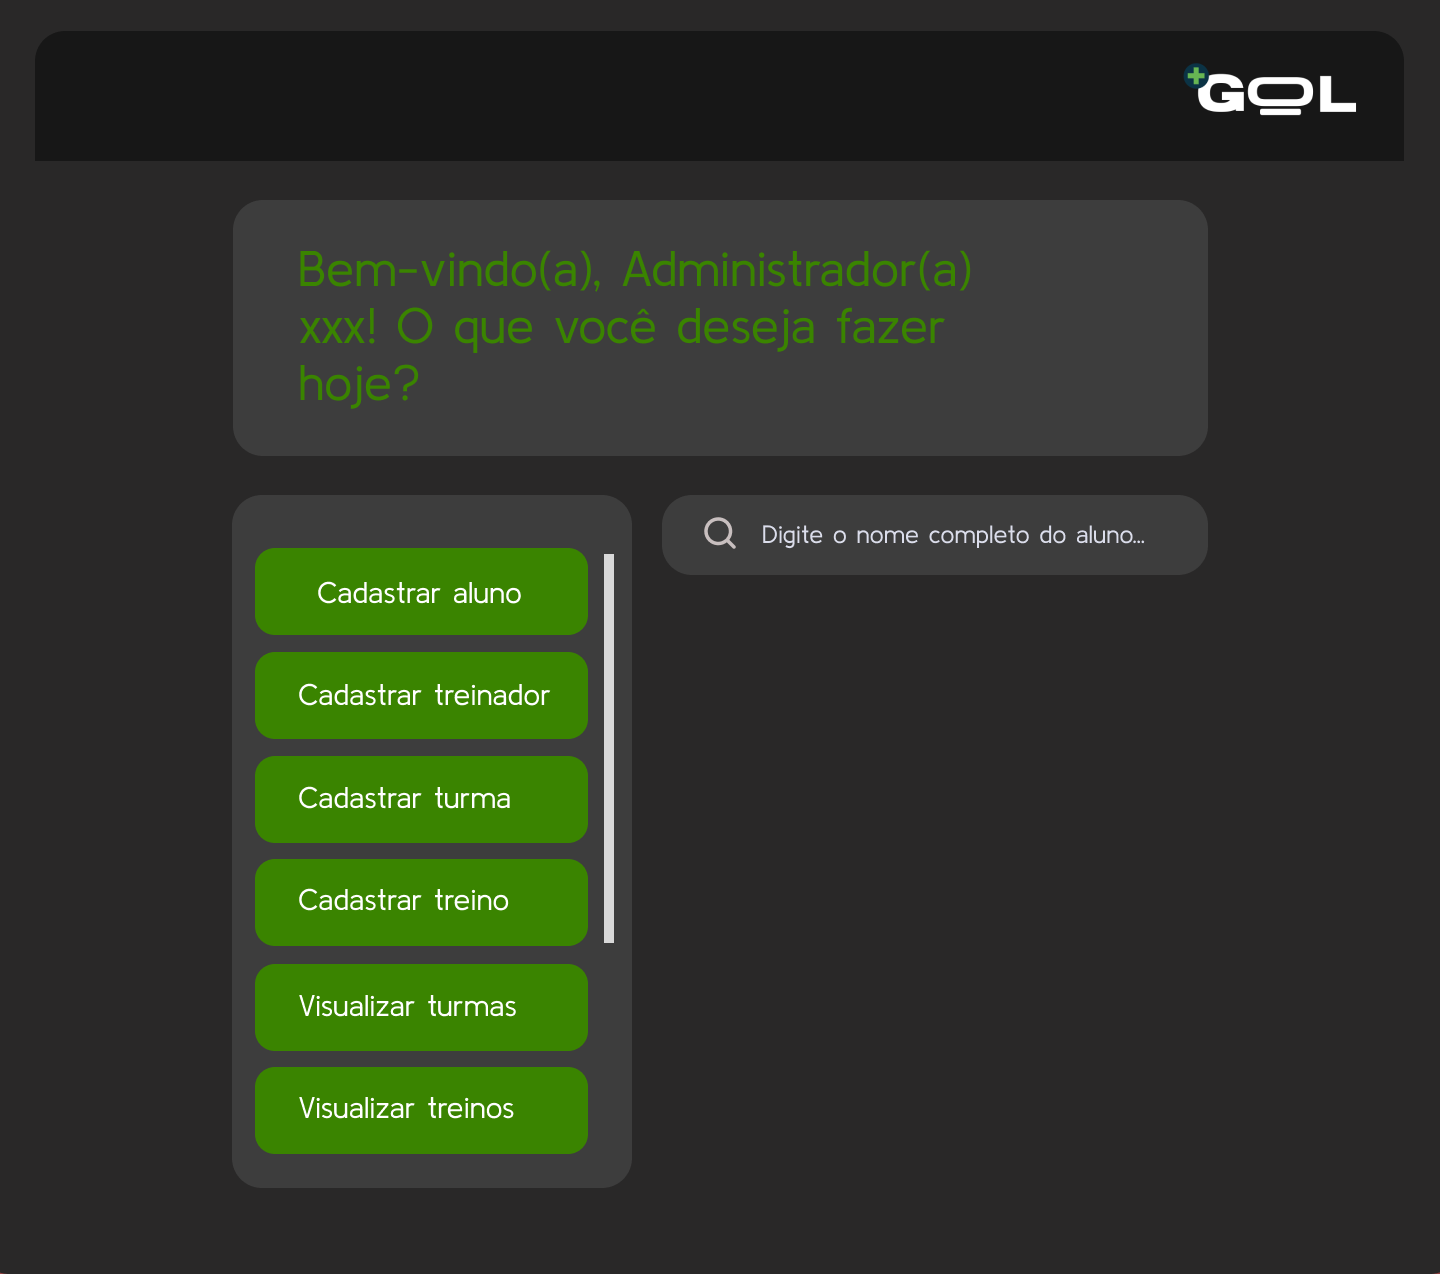 GOL
Bem-vindo(a), Administrador(a)
xxx! O que você deseja fazer
hoje?
Digite o nome completo do aluno...
Cadastrar aluno
Cadastrar treinador
Cadastrar turma
Cadastrar treino
Visualizar turmas
Visualizar treinos